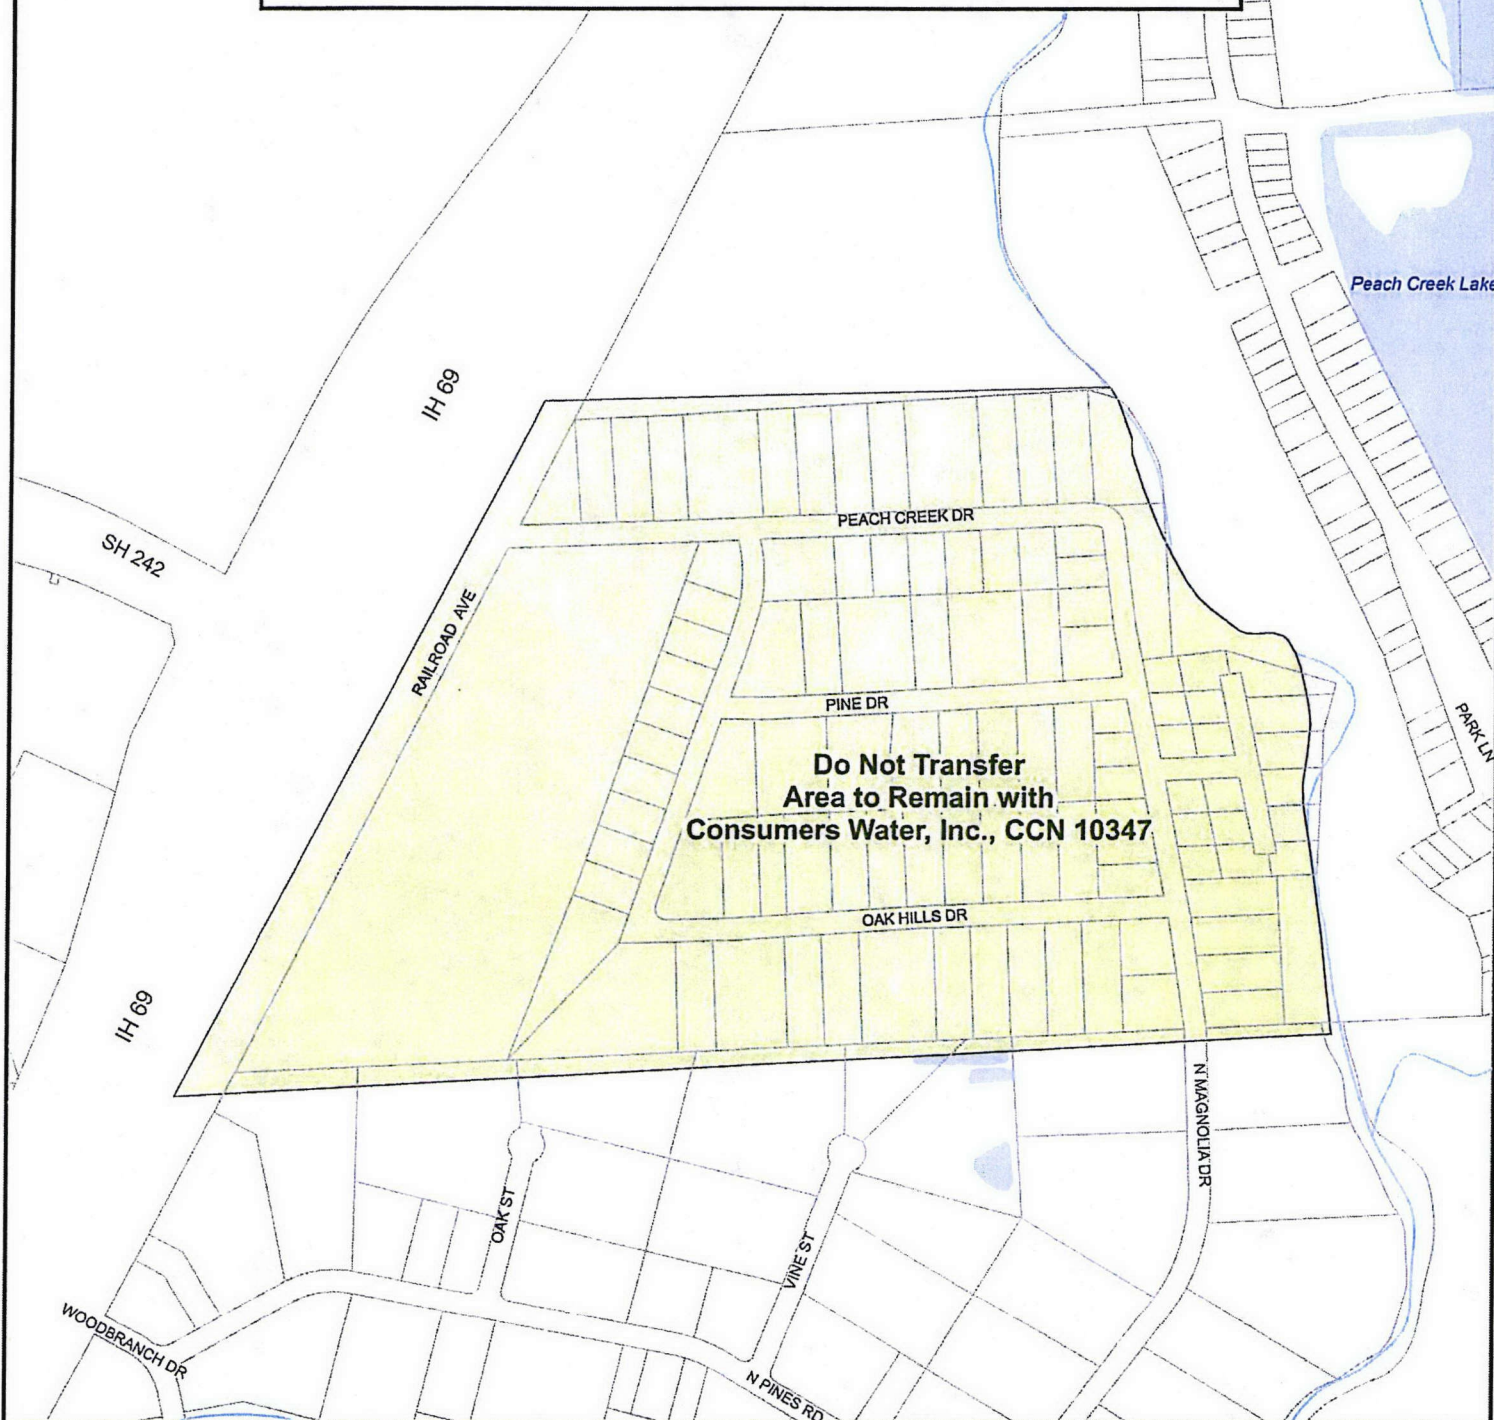 Peach Creek Lake
IH 69
SH 242
PEACH CREEK DR
RAILROAD AVE
PINE DR
PARK LN
Do Not Transfer
Area to Remain with
Consumers Water, Inc., CCN 10347
OAK HILLS DR
IH 69
N MAGNOLIA DR
OAK ST
VINE ST
WOODBRANCH DR
N PINES RD